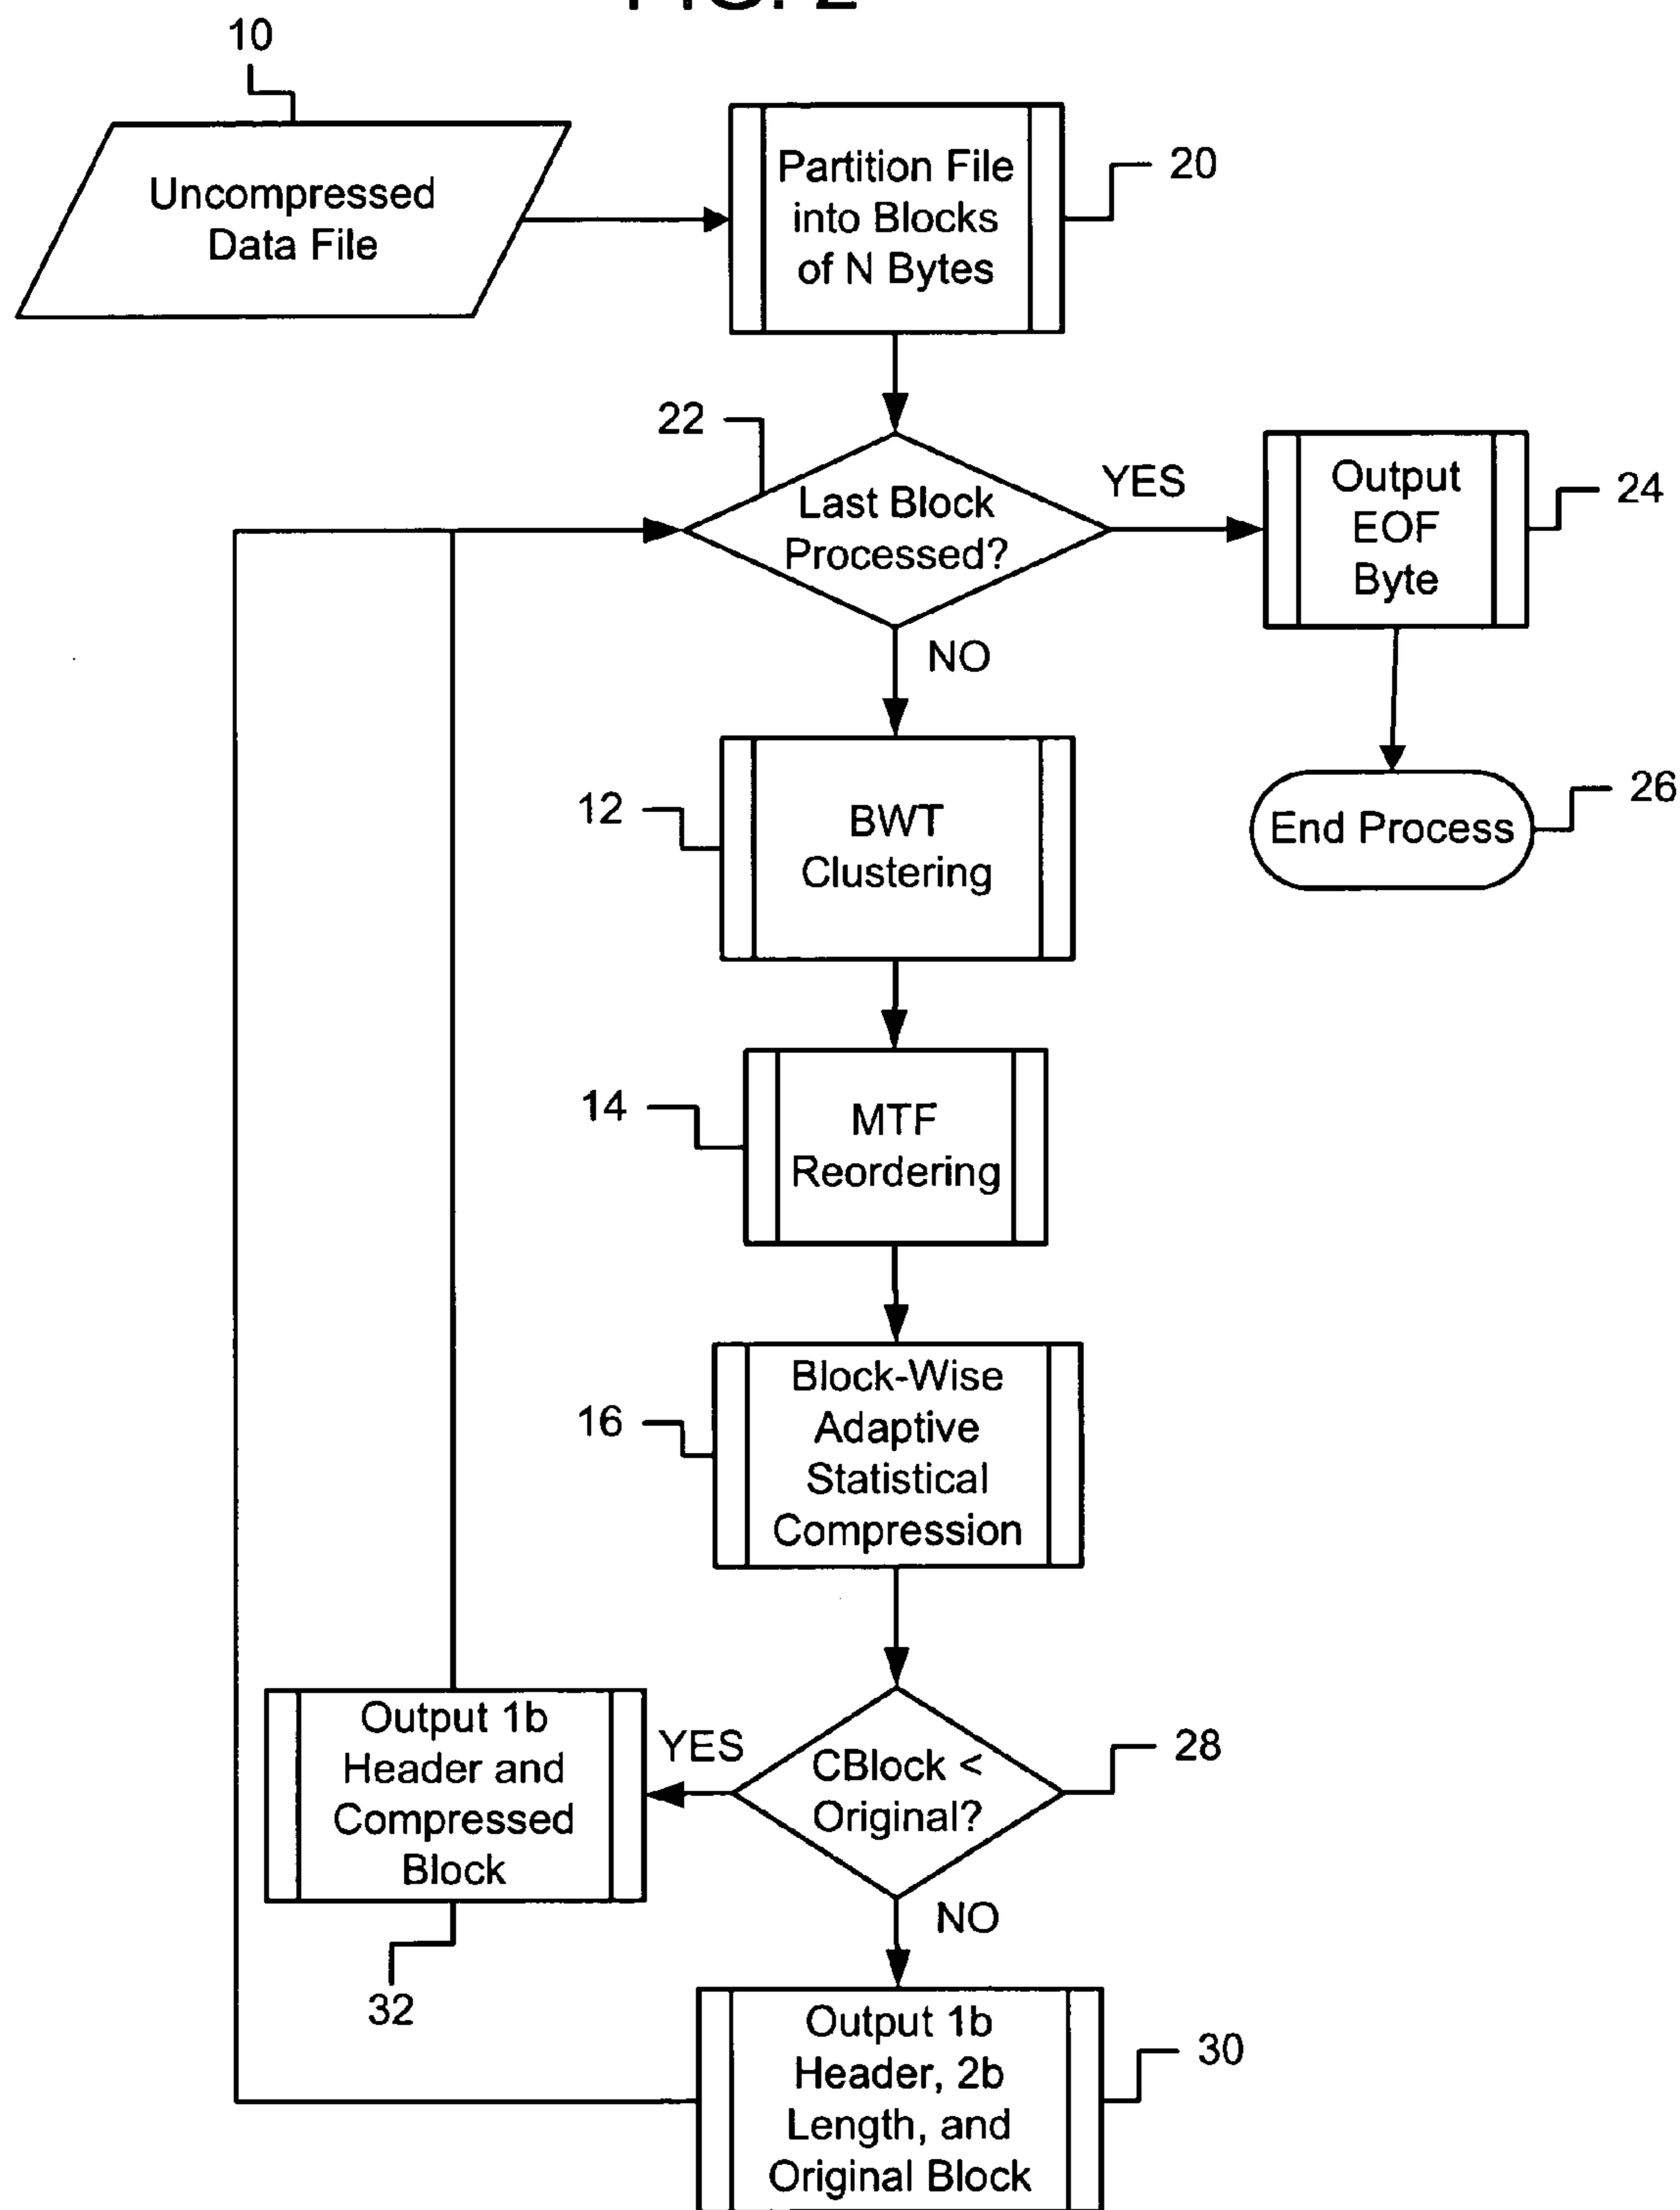 FIG. 2
10
Uncompressed
Data File
Partition File
into Blocks
of N Bytes
20
22
Last Block
Processed?
YES
NO
Output
EOF
Byte
24
End Process
26
12
BWT
Clustering
14
MTF
Reordering
16
Block-Wise
Adaptive
Statistical
Compression
CBlock <
Original?
28
YES
NO
Output 1b
Header and
Compressed
Block
32
Output 1b
Header, 2b
Length, and
Original Block
30